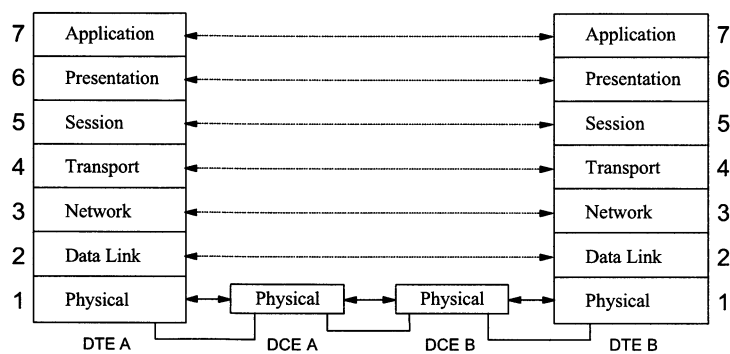 7 Application Application 7
6 Presentation Presentation 6
5 Session Session 5
4 Transport Transport 4
3 Network Network 3
2 Data Link Data Link 2
1 Physical Physical Physical Physical 1
DTE A DCE A DCE B DTE B